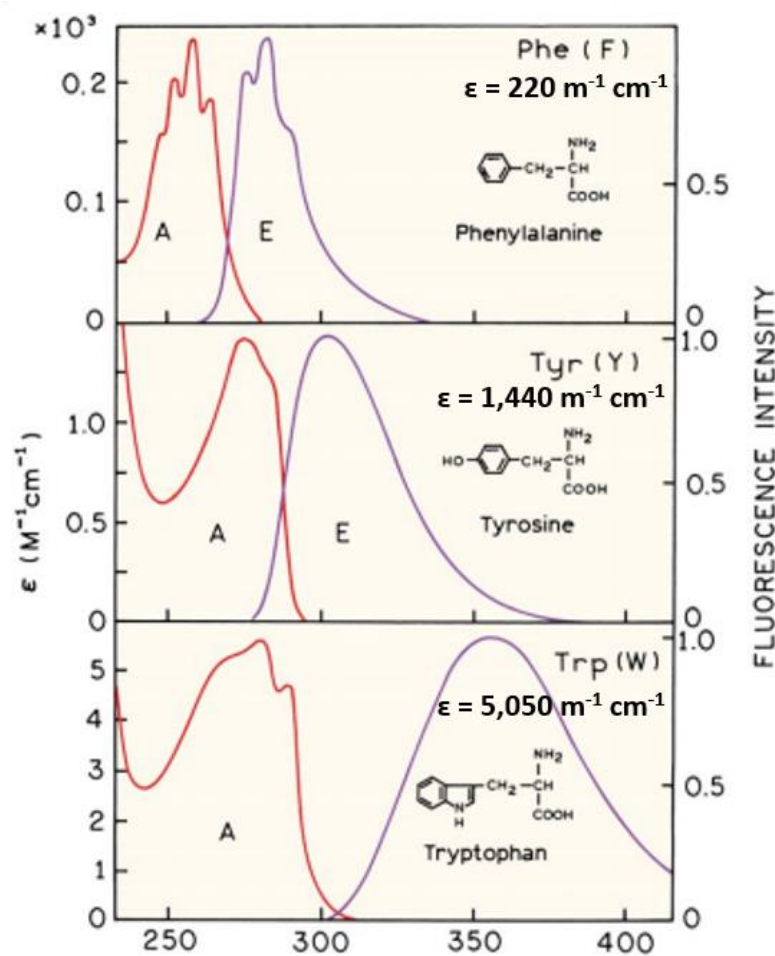 ×10³
Phe (F)
ε = 220 m⁻¹ cm⁻¹
0.2
0.1
0
A
E
NH₂
CH₂
CH
COOH
Phenylalanine
0.5
0
Tyr (Y)
ε = 1,440 m⁻¹ cm⁻¹
1.0
0.5
0
A
E
HO
NH₂
CH₂
CH
COOH
Tyrosine
1.0
0.5
0
Trp (W)
ε = 5,050 m⁻¹ cm⁻¹
5
4
3
2
1
0
A
NH₂
CH₂
CH
COOH
N
H
Tryptophan
1.0
0.5
0
250 300 350 400
ε (M⁻¹cm⁻¹)
FLUORESCENCE INTENSITY